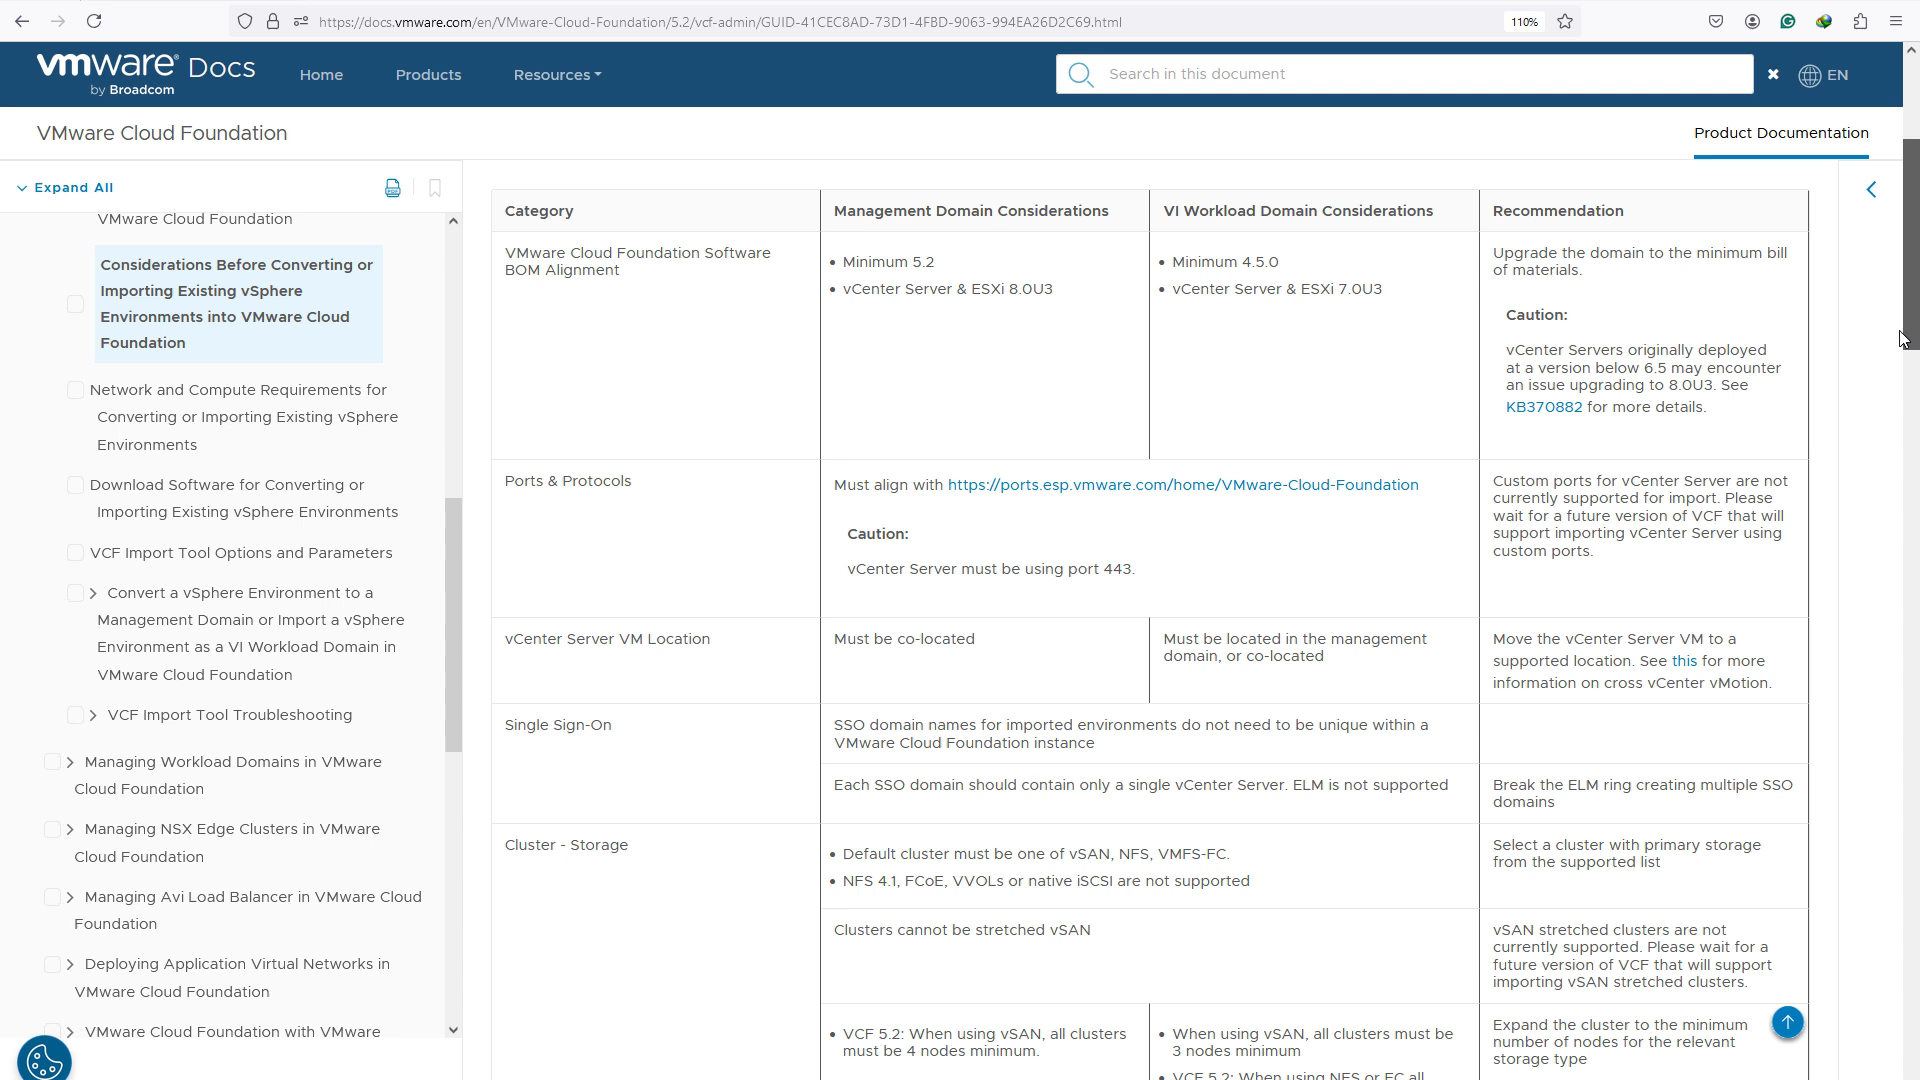 https://docs.vmware.com/en/VMware-Cloud-Foundation/5.2/vcf-admin/GUID-41CEC8AD-73D1-4FBD-9063-994EA26D2C69.html
110%
vmware Docs
by Broadcom
Home
Products
Resources
Search in this document
EN
VMware Cloud Foundation
Product Documentation
Expand All
VMware Cloud Foundation
Considerations Before Converting or
Importing Existing vSphere
Environments into VMware Cloud
Foundation
Network and Compute Requirements for
Converting or Importing Existing vSphere
Environments
Download Software for Converting or
Importing Existing vSphere Environments
VCF Import Tool Options and Parameters
Convert a vSphere Environment to a
Management Domain or Import a vSphere
Environment as a VI Workload Domain in
VMware Cloud Foundation
VCF Import Tool Troubleshooting
Managing Workload Domains in VMware
Cloud Foundation
Managing NSX Edge Clusters in VMware
Cloud Foundation
Managing Avi Load Balancer in VMware Cloud
Foundation
Deploying Application Virtual Networks in
VMware Cloud Foundation
VMware Cloud Foundation with VMware
Category
Management Domain Considerations
VI Workload Domain Considerations
Recommendation
VMware Cloud Foundation Software
BOM Alignment
• Minimum 5.2
• vCenter Server & ESXi 8.0U3
• Minimum 4.5.0
• vCenter Server & ESXi 7.0U3
Upgrade the domain to the minimum bill
of materials.
Caution:
vCenter Servers originally deployed
at a version below 6.5 may encounter
an issue upgrading to 8.0U3. See
KB370882 for more details.
Ports & Protocols
Must align with https://ports.esp.vmware.com/home/VMware-Cloud-Foundation
Caution:
vCenter Server must be using port 443.
Custom ports for vCenter Server are not
currently supported for import. Please
wait for a future version of VCF that will
support importing vCenter Server using
custom ports.
vCenter Server VM Location
Must be co-located
Must be located in the management
domain, or co-located
Move the vCenter Server VM to a
supported location. See this for more
information on cross vCenter vMotion.
Single Sign-On
SSO domain names for imported environments do not need to be unique within a
VMware Cloud Foundation instance
Each SSO domain should contain only a single vCenter Server. ELM is not supported
Break the ELM ring creating multiple SSO
domains
Cluster - Storage
• Default cluster must be one of vSAN, NFS, VMFS-FC.
• NFS 4.1, FCoE, VVOLs or native iSCSI are not supported
Select a cluster with primary storage
from the supported list
Clusters cannot be stretched vSAN
vSAN stretched clusters are not
currently supported. Please wait for a
future version of VCF that will support
importing vSAN stretched clusters.
• VCF 5.2: When using vSAN, all clusters
must be 4 nodes minimum.
• When using vSAN, all clusters must be
3 nodes minimum
• VCF 5.2: When using NFS or FC all
Expand the cluster to the minimum
number of nodes for the relevant
storage type